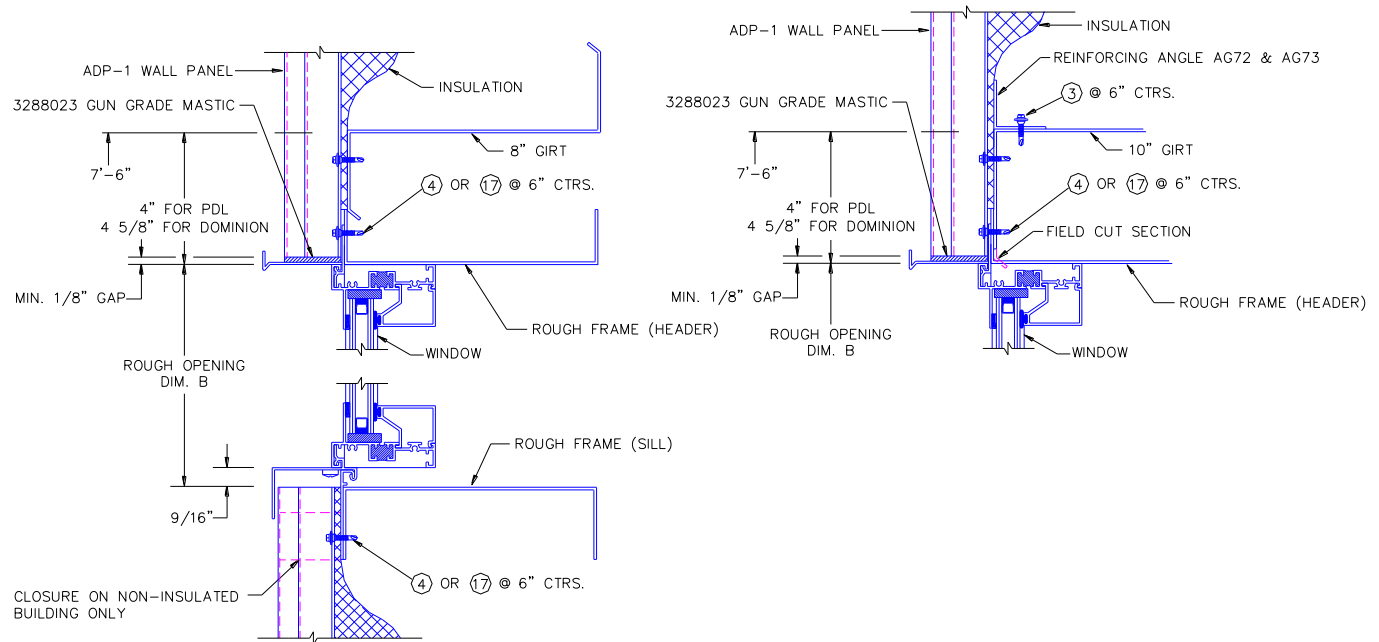 ADP-1 WALL PANEL
INSULATION
3288023 GUN GRADE MASTIC
8" GIRT
7'-6"
4 OR 17 @ 6" CTRS.
4" FOR PDL
4 5/8" FOR DOMINION
MIN. 1/8" GAP
ROUGH FRAME (HEADER)
WINDOW
ROUGH OPENING
DIM. B
ROUGH FRAME (SILL)
9/16"
4 OR 17 @ 6" CTRS.
CLOSURE ON NON-INSULATED
BUILDING ONLY
ADP-1 WALL PANEL
INSULATION
REINFORCING ANGLE AG72 & AG73
3 @ 6" CTRS.
3288023 GUN GRADE MASTIC
10" GIRT
7'-6"
4 OR 17 @ 6" CTRS.
4" FOR PDL
4 5/8" FOR DOMINION
FIELD CUT SECTION
MIN. 1/8" GAP
ROUGH FRAME (HEADER)
ROUGH OPENING
DIM. B
WINDOW